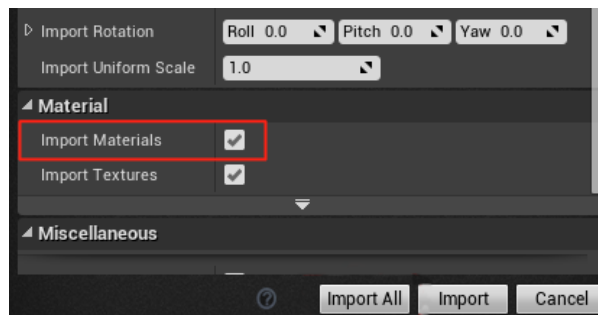 Import Rotation Roll 0.0 Pitch 0.0 Yaw 0.0
Import Uniform Scale 1.0
Material
Import Materials
Import Textures
Miscellaneous
? Import All Import Cancel